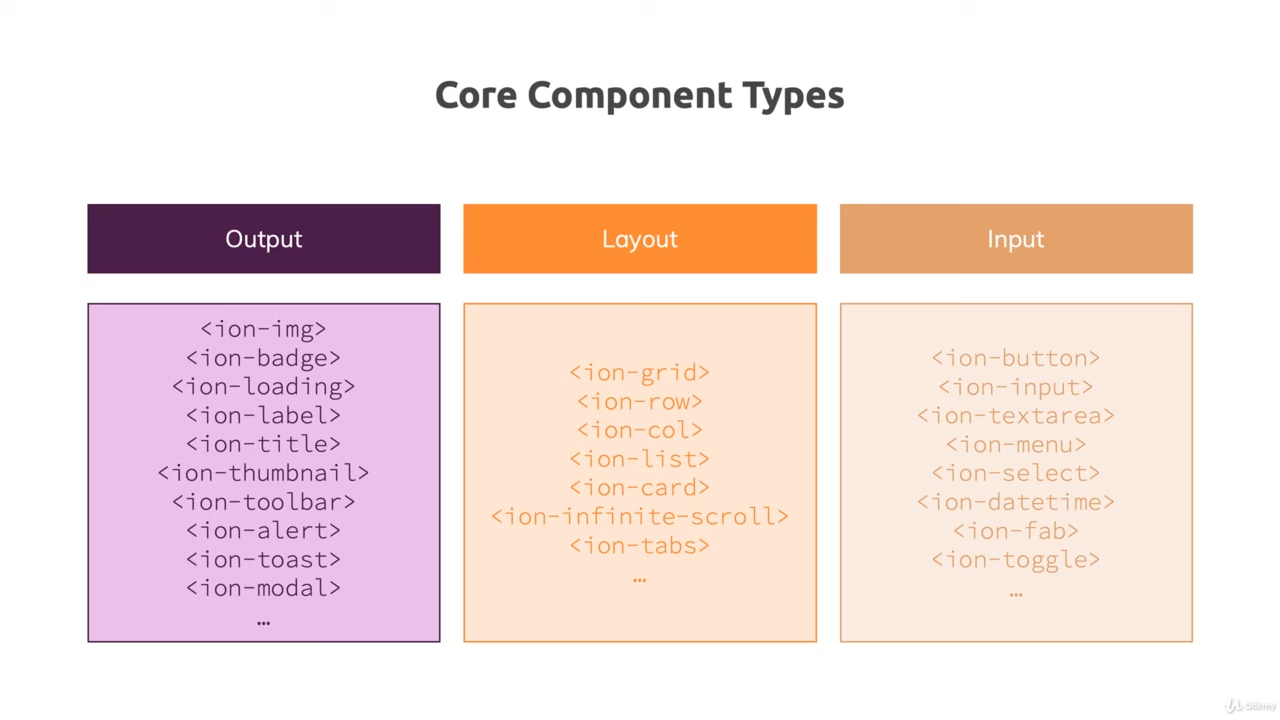 Core Component Types
Output
<ion-img>
<ion-badge>
<ion-loading>
<ion-label>
<ion-title>
<ion-thumbnail>
<ion-toolbar>
<ion-alert>
<ion-toast>
<ion-modal>
…
Layout
<ion-grid>
<ion-row>
<ion-col>
<ion-list>
<ion-card>
<ion-infinite-scroll>
<ion-tabs>
…
Input
<ion-button>
<ion-input>
<ion-textarea>
<ion-menu>
<ion-select>
<ion-datetime>
<ion-fab>
<ion-toggle>
…
Udemy